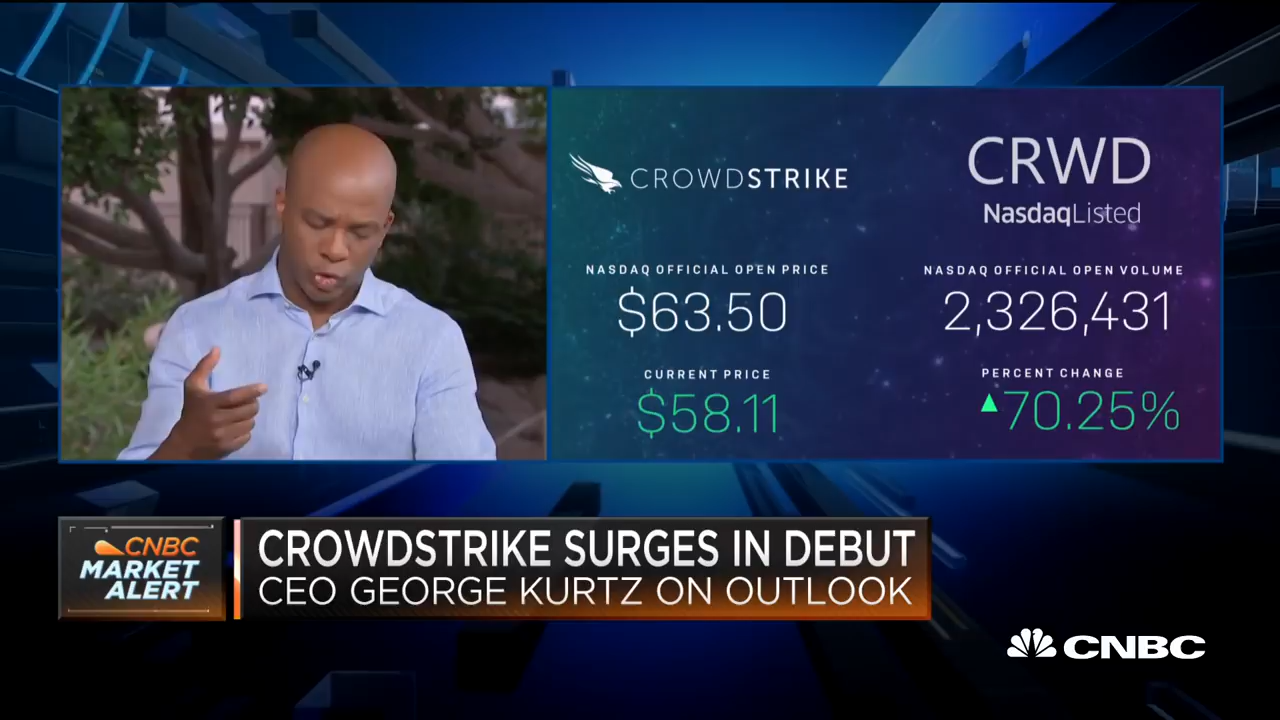 CROWDSTRIKE
CRWD
NasdaqListed
NASDAQ OFFICIAL OPEN PRICE
$63.50
NASDAQ OFFICIAL OPEN VOLUME
2,326,431
CURRENT PRICE
$58.11
PERCENT CHANGE
▲70.25%
CNBC
MARKET
ALERT
CROWDSTRIKE SURGES IN DEBUT
CEO GEORGE KURTZ ON OUTLOOK
CNBC